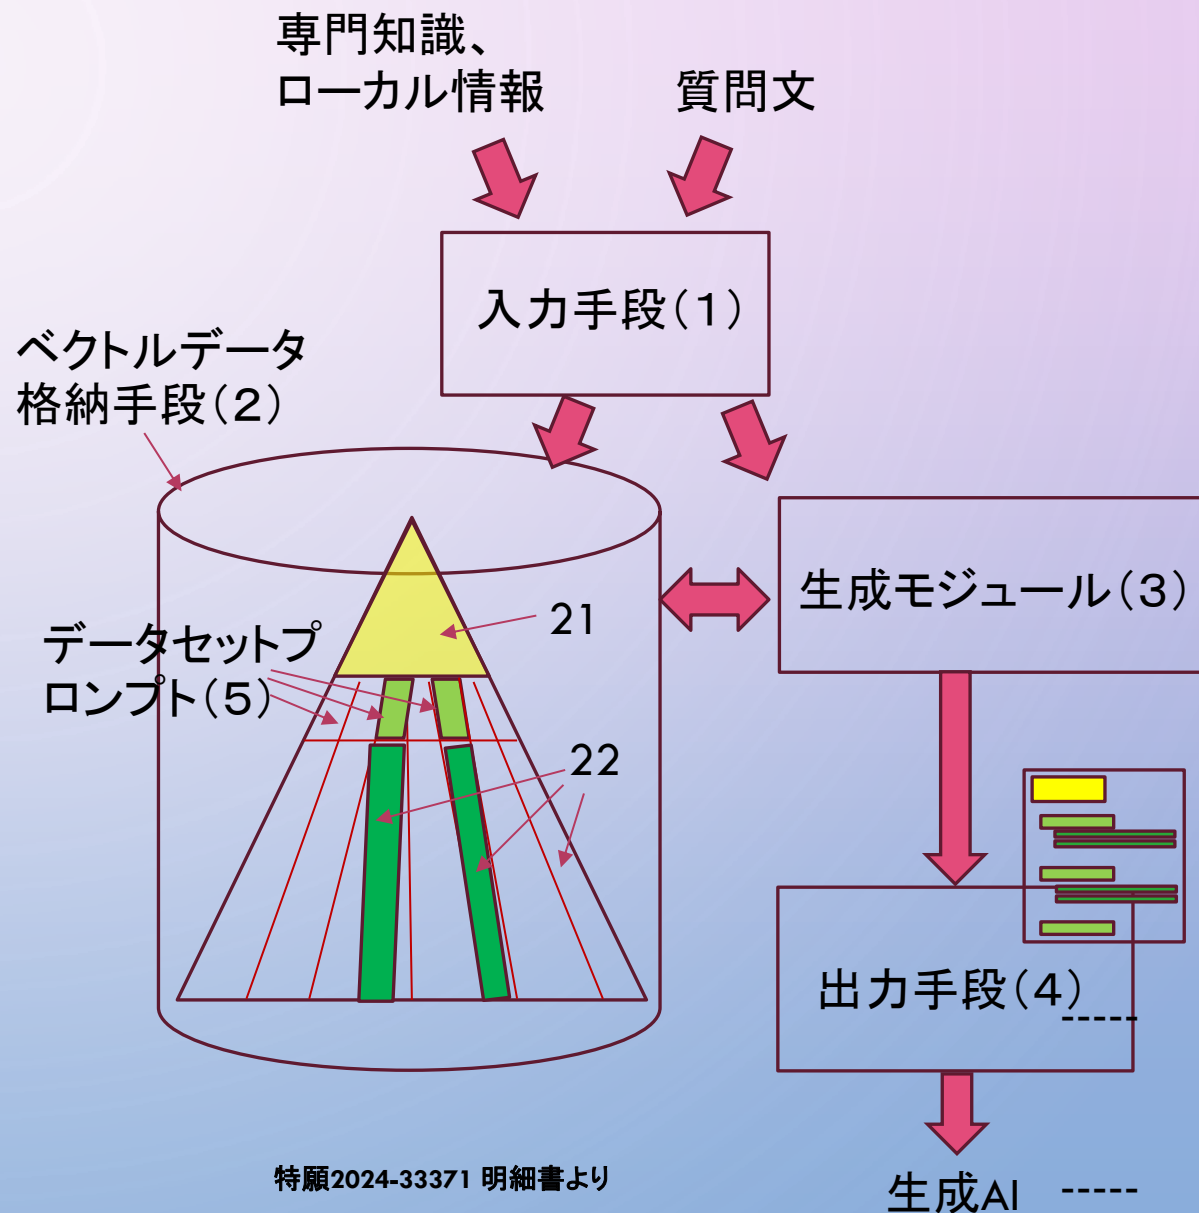 専門知識、
ローカル情報
質問文
入力手段(１)
ベクトルデータ
格納手段(２)
生成モジュール(３)
21
データセットプ
ロンプト(５)
22
出力手段(４)
-----
特願2024-33371 明細書より
生成AI
-----